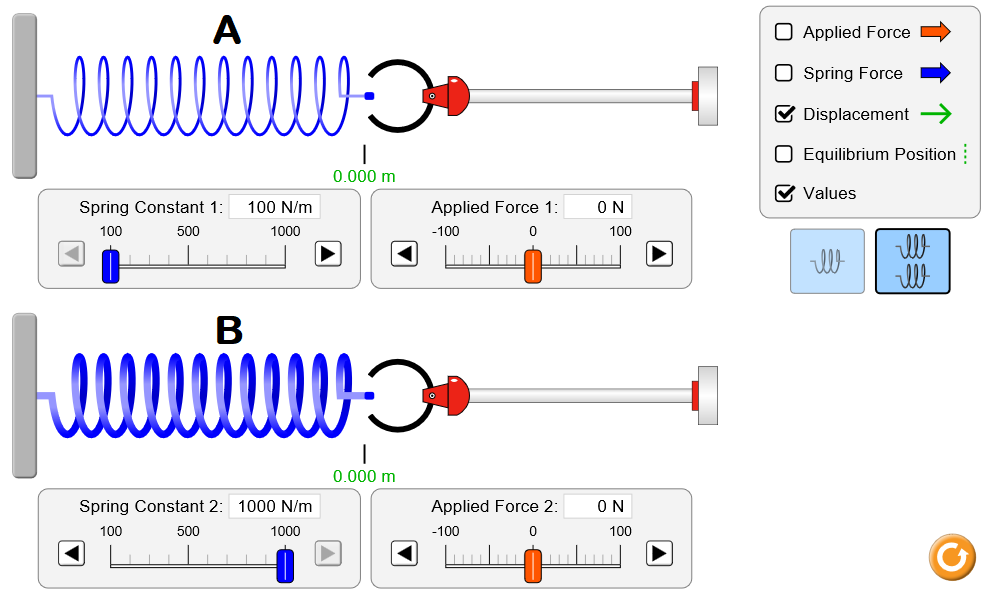 A
0.000 m
Spring Constant 1: 100 N/m
100 500 1000
Applied Force 1: 0 N
-100 0 100
B
0.000 m
Spring Constant 2: 1000 N/m
100 500 1000
Applied Force 2: 0 N
-100 0 100
Applied Force
Spring Force
Displacement
Equilibrium Position
Values